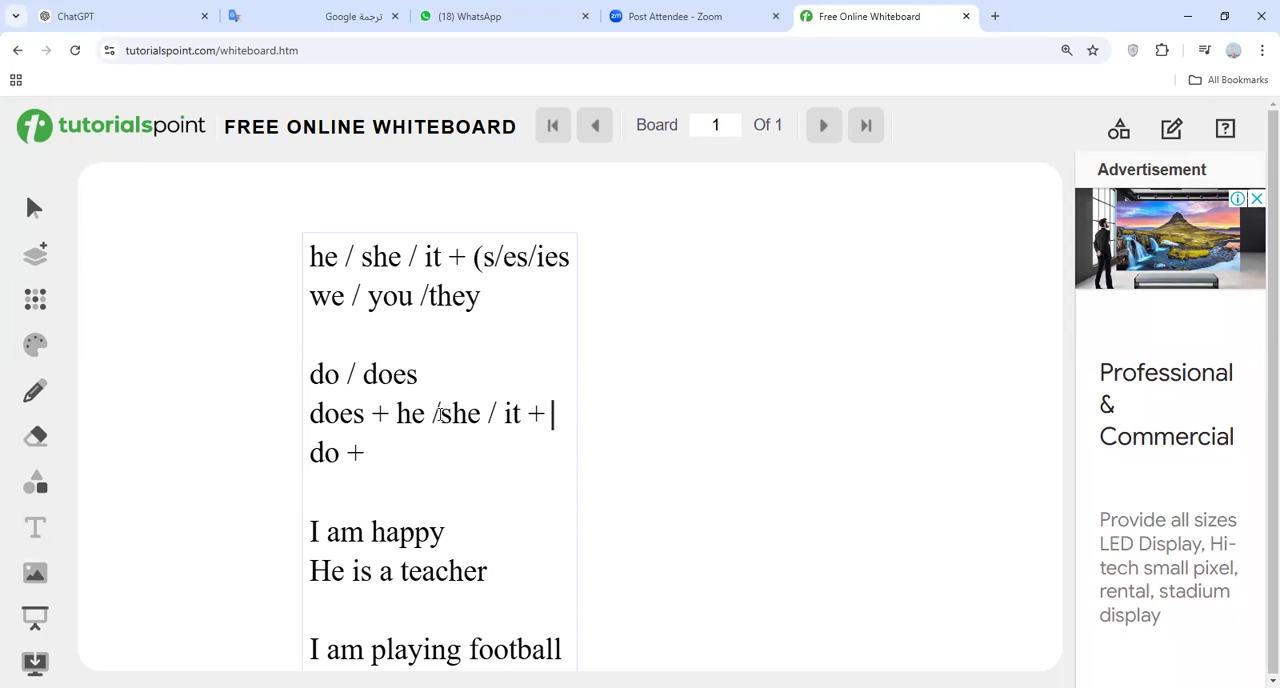 ChatGPT
ترجمة Google
(18) WhatsApp
zm Post Attendee - Zoom
Free Online Whiteboard
tutorialspoint.com/whiteboard.htm
All Bookmarks
tutorialspoint
FREE ONLINE WHITEBOARD
Board 1 Of 1
Advertisement
he / she / it + (s/es/ies
we / you /they
do / does
does + he /she / it +
do +
I am happy
He is a teacher
I am playing football
Professional
&
Commercial
Provide all sizes
LED Display, Hi-
tech small pixel,
rental, stadium
display